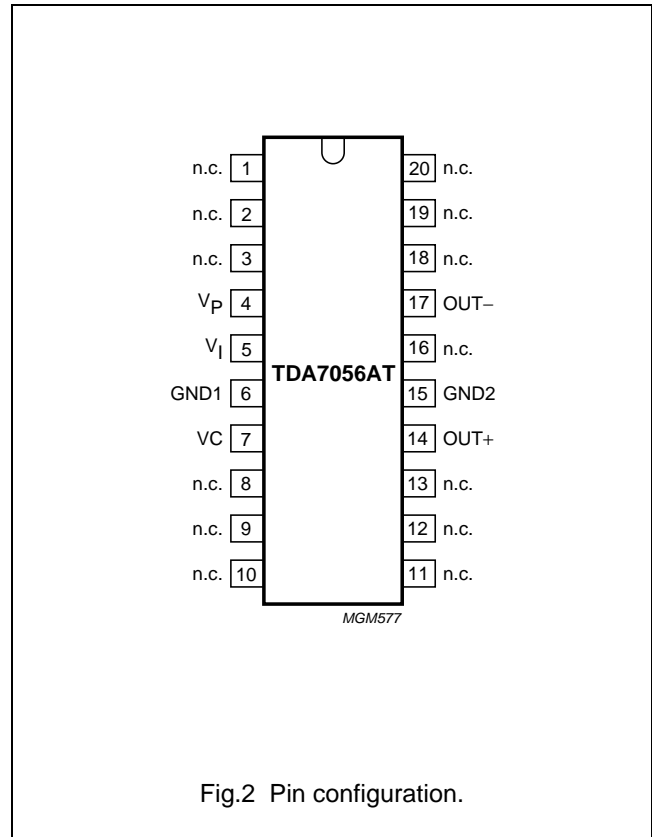 n.c. 1 20 n.c.
n.c. 2 19 n.c.
n.c. 3 18 n.c.
VP 4 17 OUT−
VI 5 16 n.c.
TDA7056AT
GND1 6 15 GND2
VC 7 14 OUT+
n.c. 8 13 n.c.
n.c. 9 12 n.c.
n.c. 10 11 n.c.
MGM577
Fig.2 Pin configuration.